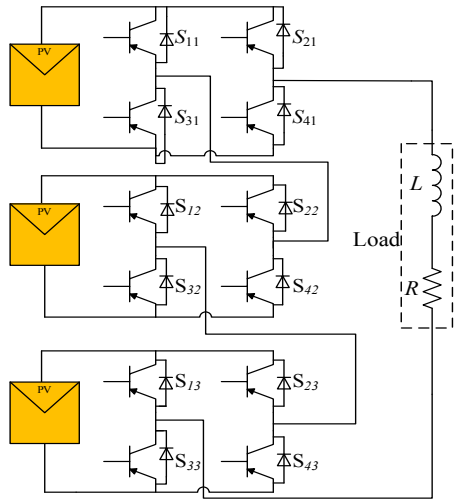 PV
S11
S21
S31
S41
PV
S12
S22
S32
S42
L
Load
R
PV
S13
S23
S33
S43